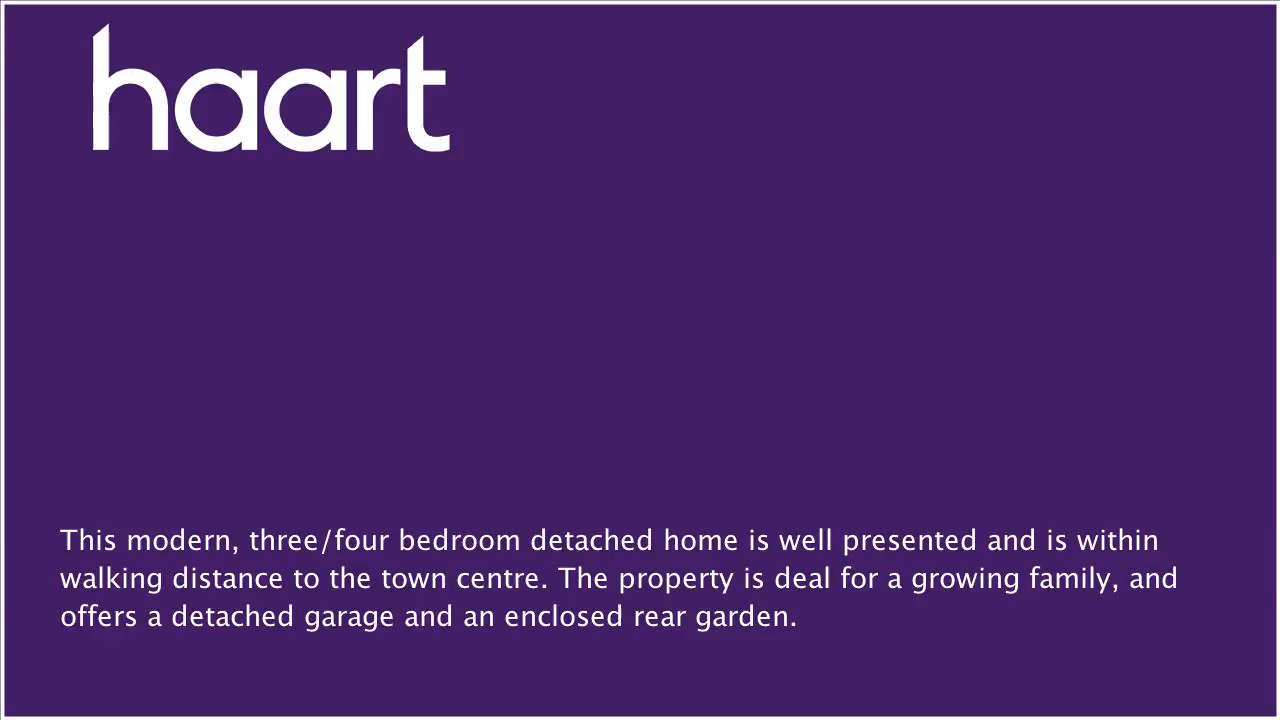 haart
This modern, three/four bedroom detached home is well presented and is within
walking distance to the town centre. The property is deal for a growing family, and
offers a detached garage and an enclosed rear garden.